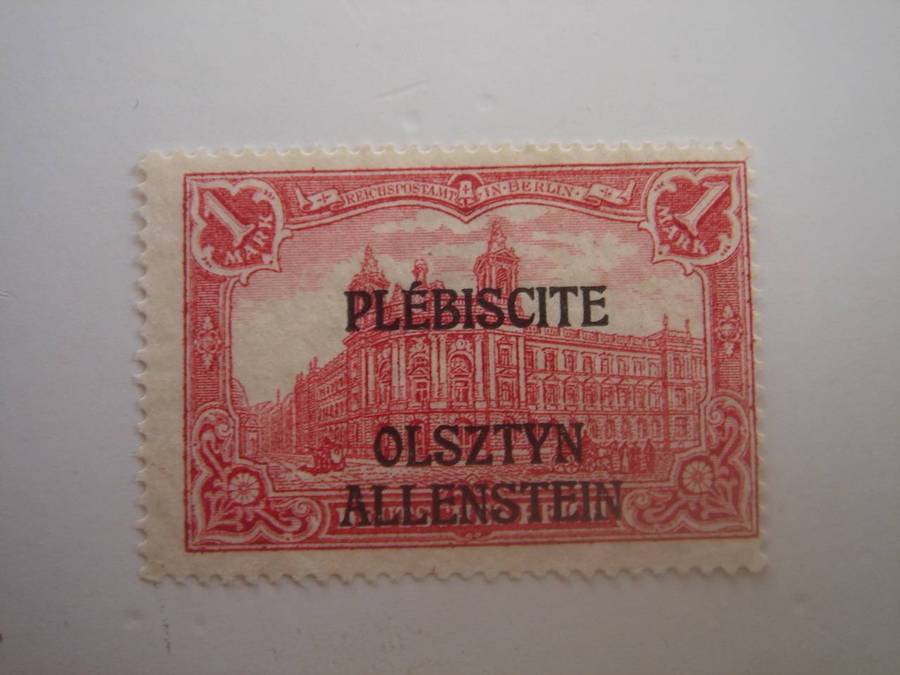 1 MARK
REICHSPOSTAMT · IN · BERLIN
1 MARK
PLÉBISCITE
OLSZTYN
ALLENSTEIN